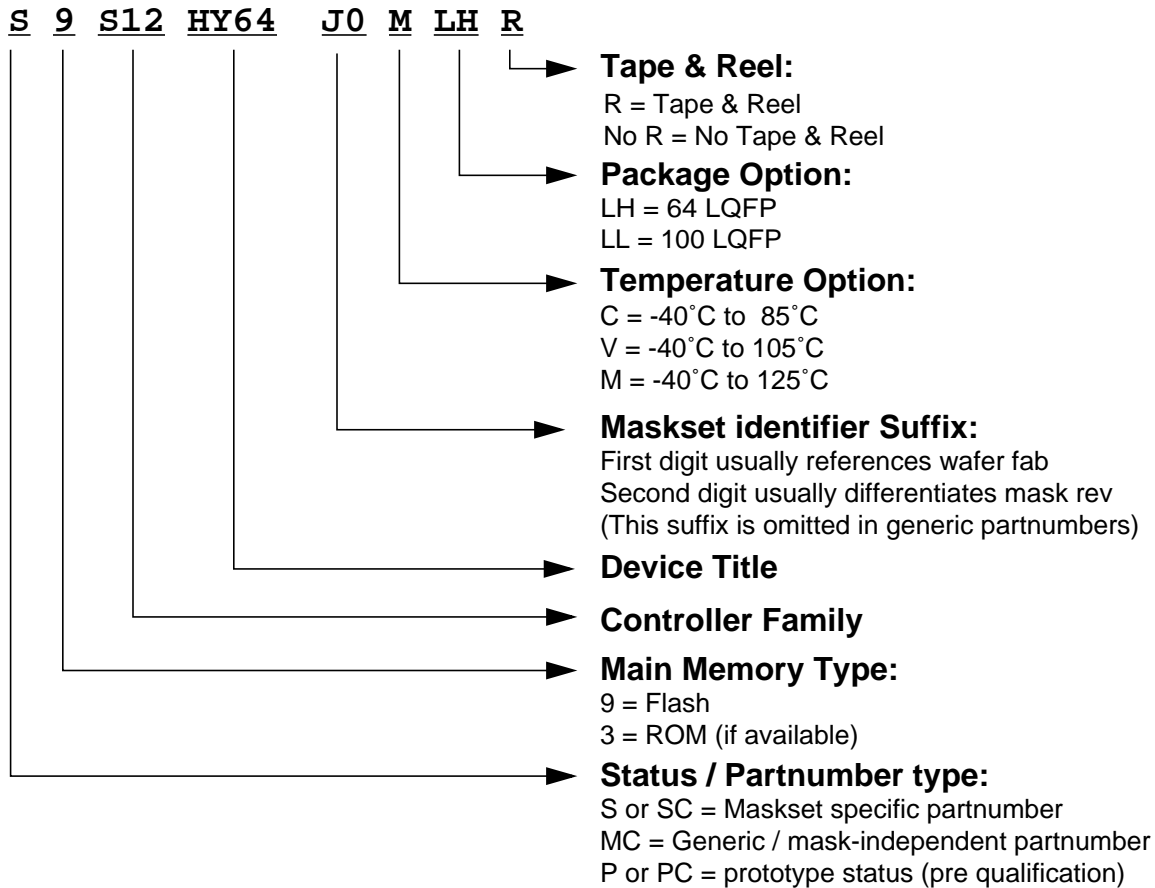 S 9 S12 HY64 J0 M LH R
Tape & Reel:
R = Tape & Reel
No R = No Tape & Reel
Package Option:
LH = 64 LQFP
LL = 100 LQFP
Temperature Option:
C = -40˚C to 85˚C
V = -40˚C to 105˚C
M = -40˚C to 125˚C
Maskset identifier Suffix:
First digit usually references wafer fab
Second digit usually differentiates mask rev
(This suffix is omitted in generic partnumbers)
Device Title
Controller Family
Main Memory Type:
9 = Flash
3 = ROM (if available)
Status / Partnumber type:
S or SC = Maskset specific partnumber
MC = Generic / mask-independent partnumber
P or PC = prototype status (pre qualification)